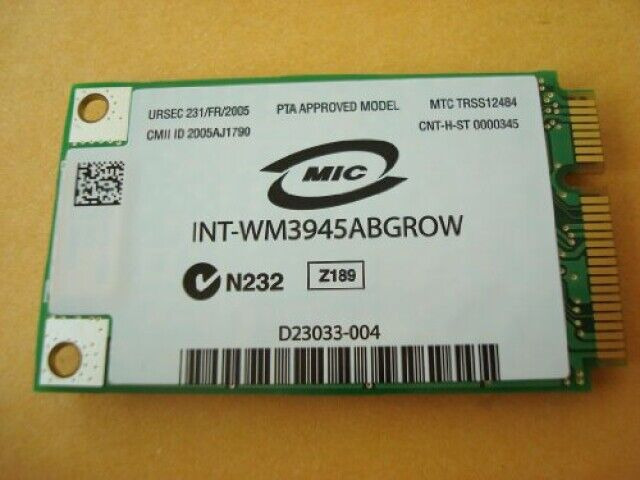 URSEC 231/FR/2005 PTA APPROVED MODEL MTC TRSS12484
CMII ID 2005AJ1790 CNT-H-ST 0000345
MIC
INT-WM3945ABGROW
N232 Z189
D23033-004